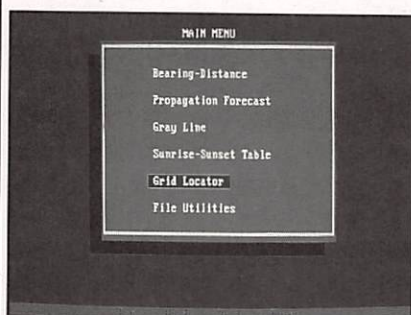 MAIN MENU
Bearing-Distance
Propagation Forecast
Gray Line
Sunrise-Sunset Table
Grid Locator
File Utilities